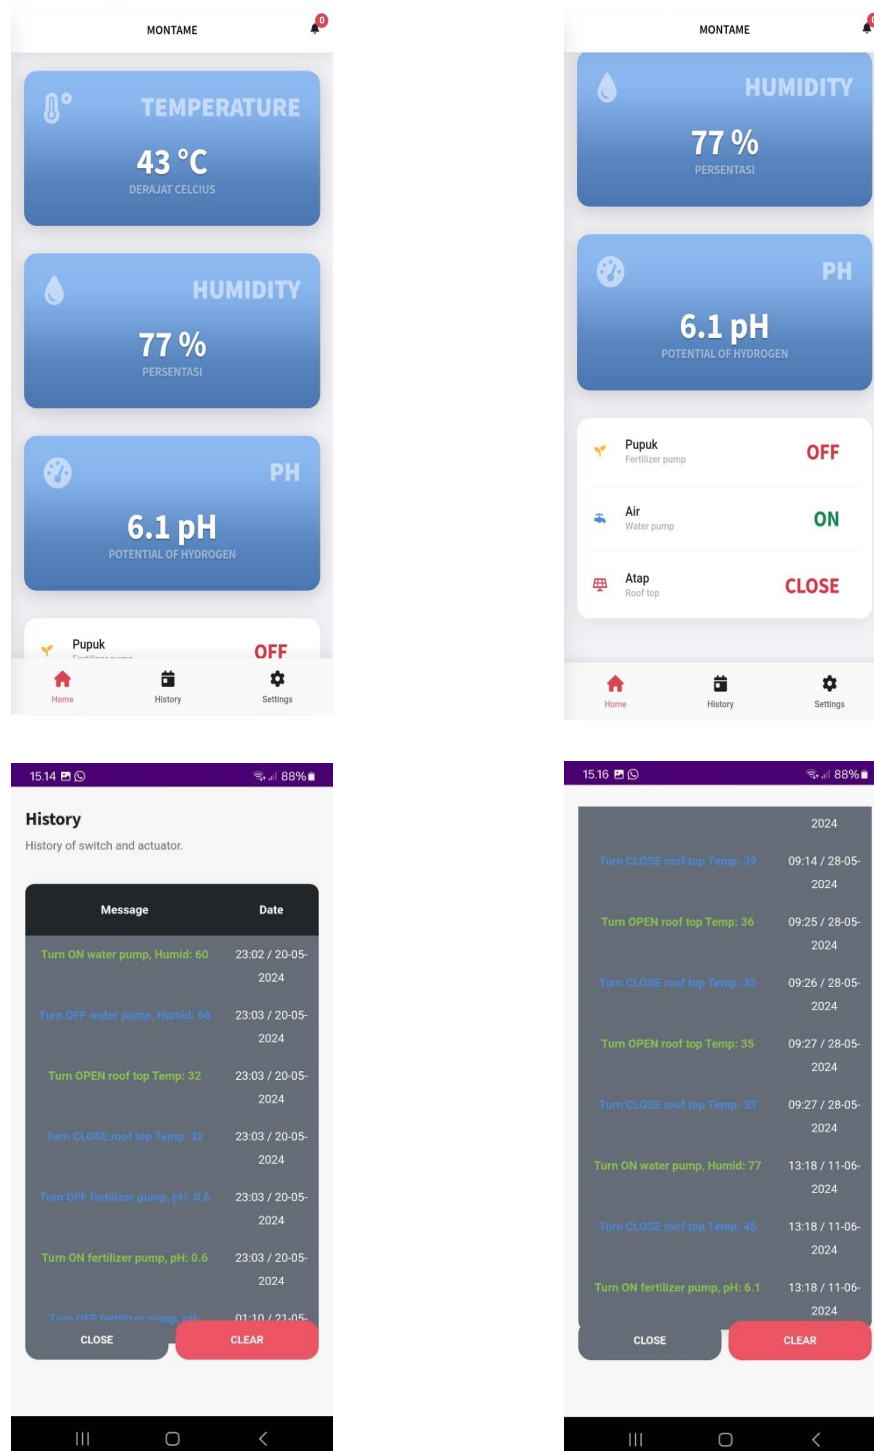 MONTAME
0
TEMPERATURE
43 °C
DERAJAT CELCIUS
HUMIDITY
77 %
PERSENTASI
PH
6.1 pH
POTENTIAL OF HYDROGEN
Pupuk
Fertilizer pump
OFF
Home
History
Settings
MONTAME
HUMIDITY
77 %
PERSENTASI
PH
6.1 pH
POTENTIAL OF HYDROGEN
Pupuk
Fertilizer pump
OFF
Air
Water pump
ON
Atap
Roof top
CLOSE
Home
History
Settings
15.14
88%
History
History of switch and actuator.
Message Date
Turn ON water pump, Humid: 60 23:02 / 20-05-
2024
Turn OFF water pump, Humid: 60 23:03 / 20-05-
2024
Turn OPEN roof top Temp: 32 23:03 / 20-05-
2024
Turn CLOSE roof top Temp: 32 23:03 / 20-05-
2024
Turn OFF fertilizer pump, pH: 0.6 23:03 / 20-05-
2024
Turn ON fertilizer pump, pH: 0.6 23:03 / 20-05-
2024
Turn OFF fertilizer pump, pH: 01:10 / 21-05-
CLOSE
CLEAR
15.16
88%
2024
Turn CLOSE roof top Temp: 39 09:14 / 28-05-
2024
Turn OPEN roof top Temp: 36 09:25 / 28-05-
2024
Turn CLOSE roof top Temp: 35 09:26 / 28-05-
2024
Turn OPEN roof top Temp: 35 09:27 / 28-05-
2024
Turn CLOSE roof top Temp: 35 09:27 / 28-05-
2024
Turn ON water pump, Humid: 77 13:18 / 11-06-
2024
Turn CLOSE roof top Temp: 45 13:18 / 11-06-
2024
Turn ON fertilizer pump, pH: 6.1 13:18 / 11-06-
2024
CLOSE
CLEAR